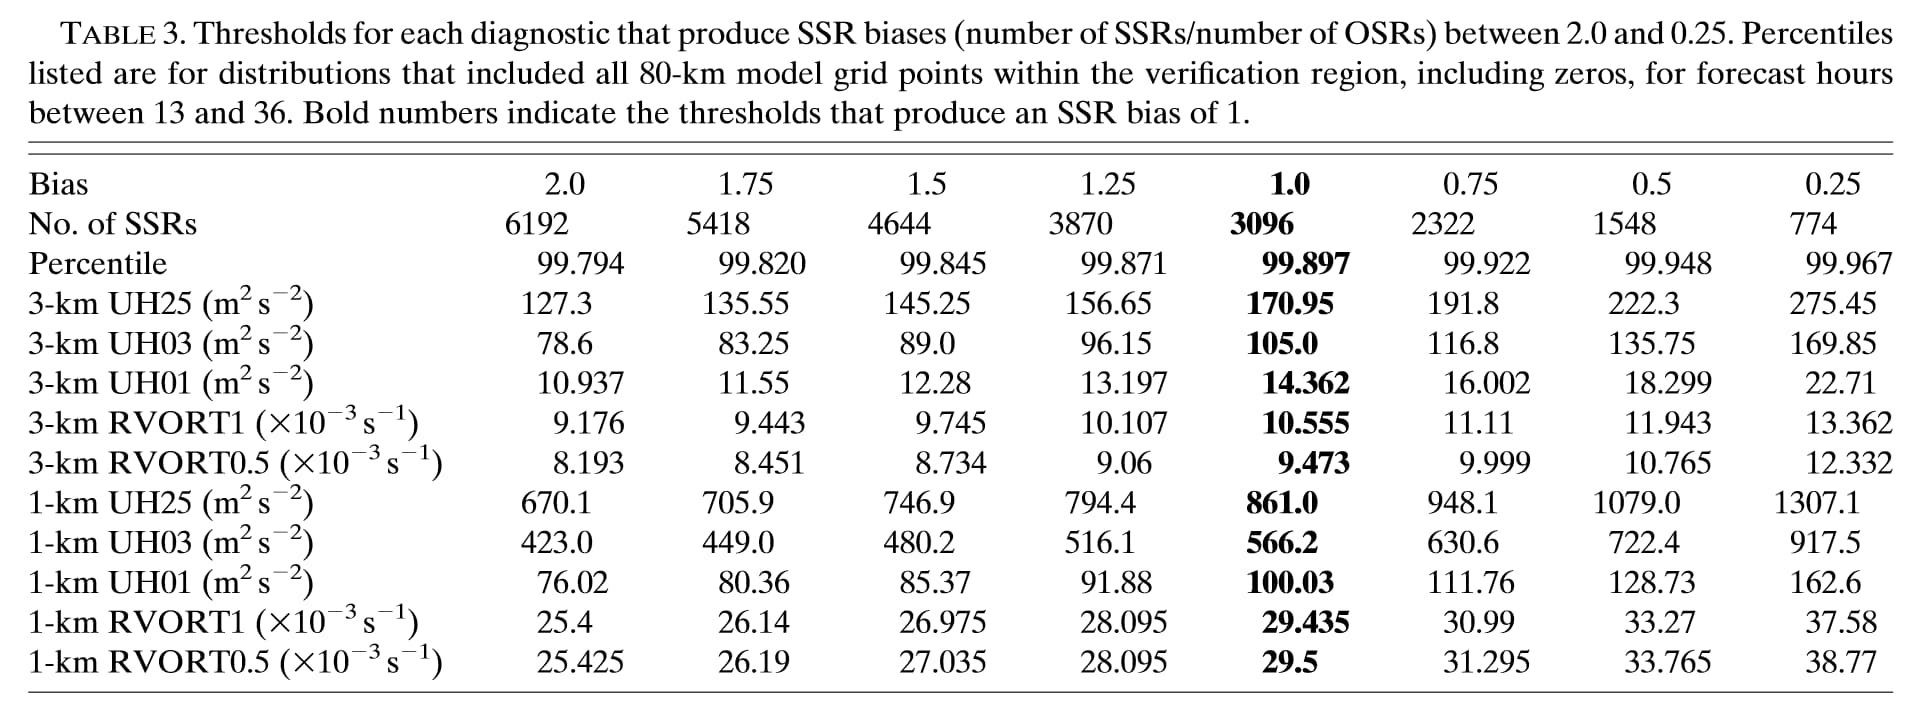 TABLE 3. Thresholds for each diagnostic that produce SSR biases (number of SSRs/number of OSRs) between 2.0 and 0.25. Percentiles
listed are for distributions that included all 80-km model grid points within the verification region, including zeros, for forecast hours
between 13 and 36. Bold numbers indicate the thresholds that produce an SSR bias of 1.
Bias 2.0 1.75 1.5 1.25 1.0 0.75 0.5 0.25
No. of SSRs 6192 5418 4644 3870 3096 2322 1548 774
Percentile 99.794 99.820 99.845 99.871 99.897 99.922 99.948 99.967
3-km UH25 (m² s⁻²) 127.3 135.55 145.25 156.65 170.95 191.8 222.3 275.45
3-km UH03 (m² s⁻²) 78.6 83.25 89.0 96.15 105.0 116.8 135.75 169.85
3-km UH01 (m² s⁻²) 10.937 11.55 12.28 13.197 14.362 16.002 18.299 22.71
3-km RVORT1 (×10⁻³ s⁻¹) 9.176 9.443 9.745 10.107 10.555 11.11 11.943 13.362
3-km RVORT0.5 (×10⁻³ s⁻¹) 8.193 8.451 8.734 9.06 9.473 9.999 10.765 12.332
1-km UH25 (m² s⁻²) 670.1 705.9 746.9 794.4 861.0 948.1 1079.0 1307.1
1-km UH03 (m² s⁻²) 423.0 449.0 480.2 516.1 566.2 630.6 722.4 917.5
1-km UH01 (m² s⁻²) 76.02 80.36 85.37 91.88 100.03 111.76 128.73 162.6
1-km RVORT1 (×10⁻³ s⁻¹) 25.4 26.14 26.975 28.095 29.435 30.99 33.27 37.58
1-km RVORT0.5 (×10⁻³ s⁻¹) 25.425 26.19 27.035 28.095 29.5 31.295 33.765 38.77